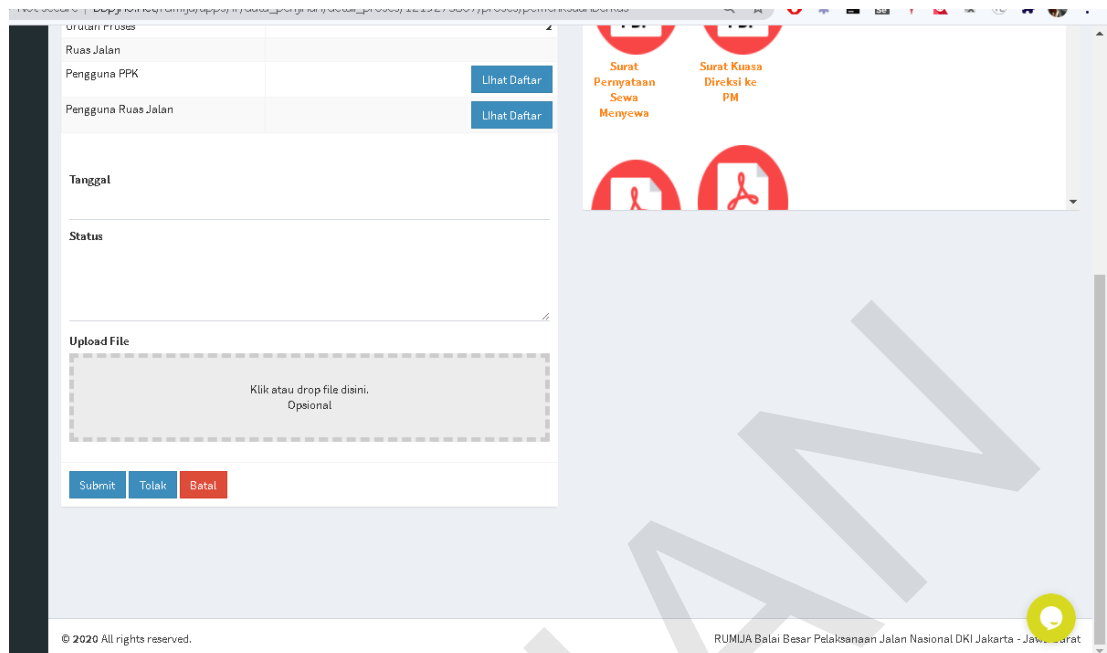 Urutan Proses 2
Ruas Jalan
Pengguna PPK LIhat Daftar
Pengguna Ruas Jalan LIhat Daftar
Tanggal
Status
Upload File
Klik atau drop file disini.
Opsional
Submit Tolak Batal
Surat
Pernyataan
Sewa
Menyewa
Surat Kuasa
Direksi ke
PM
© 2020 All rights reserved.
RUMIJA Balai Besar Pelaksanaan Jalan Nasional DKI Jakarta -